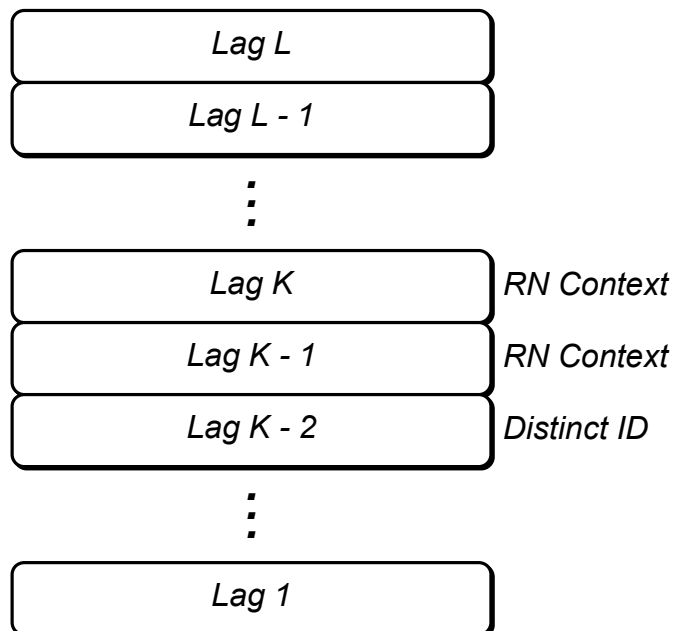 Lag L
Lag L - 1
Lag K RN Context
Lag K - 1 RN Context
Lag K - 2 Distinct ID
Lag 1